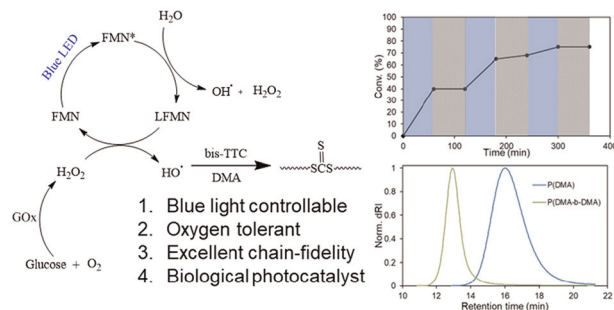 H₂O
FMN*
Blue LED
OH• + H₂O₂
FMN
LFMN
H₂O₂
HO•
bis-TTC
DMA
S
SCS
GOx
Glucose + O₂
1. Blue light controllable
2. Oxygen tolerant
3. Excellent chain-fidelity
4. Biological photocatalyst
Conv. (%)
100
90
80
70
60
50
40
30
20
10
0
0 100 200 300 400
Time (min)
Norm. dRI
1
0.8
0.6
0.4
0.2
0
P(DMA)
P(DMA-b-DMA)
10 12 14 16 18 20 22
Retention time (min)